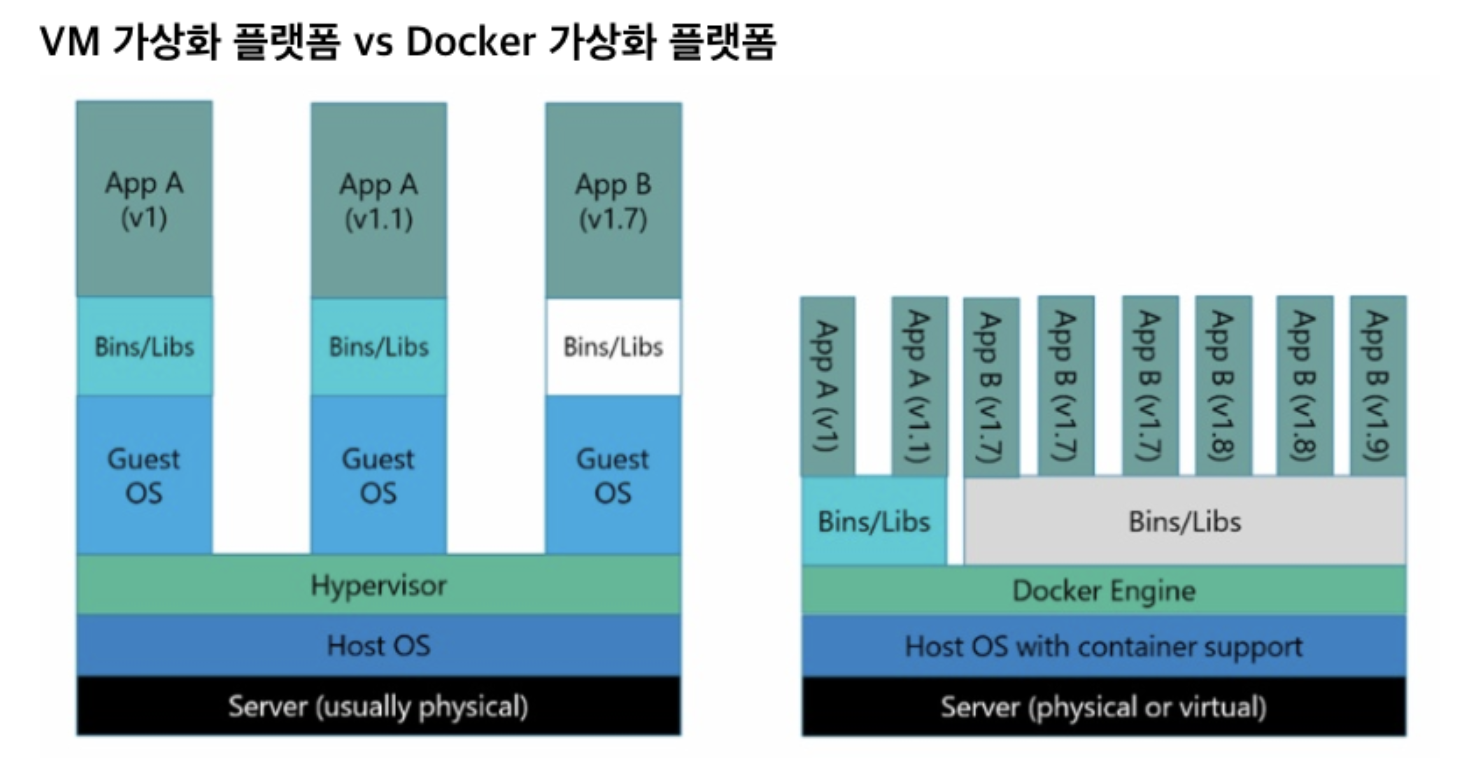 VM 가상화 플랫폼 vs Docker 가상화 플랫폼
App A
(v1)
Bins/Libs
Guest
OS
App A
(v1.1)
Bins/Libs
Guest
OS
App B
(v1.7)
Bins/Libs
Guest
OS
Hypervisor
Host OS
Server (usually physical)
App A (v1)
App A (v1.1)
App B (v1.7)
App B (v1.7)
App B (v1.7)
App B (v1.8)
App B (v1.8)
App B (v1.9)
Bins/Libs
Bins/Libs
Docker Engine
Host OS with container support
Server (physical or virtual)